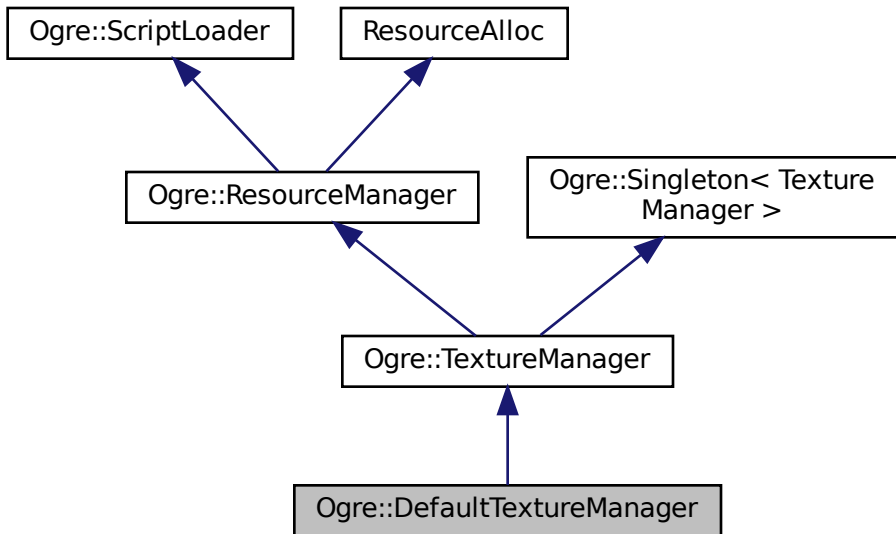 Ogre::ScriptLoader
ResourceAlloc
Ogre::ResourceManager
Ogre::Singleton< Texture
Manager >
Ogre::TextureManager
Ogre::DefaultTextureManager